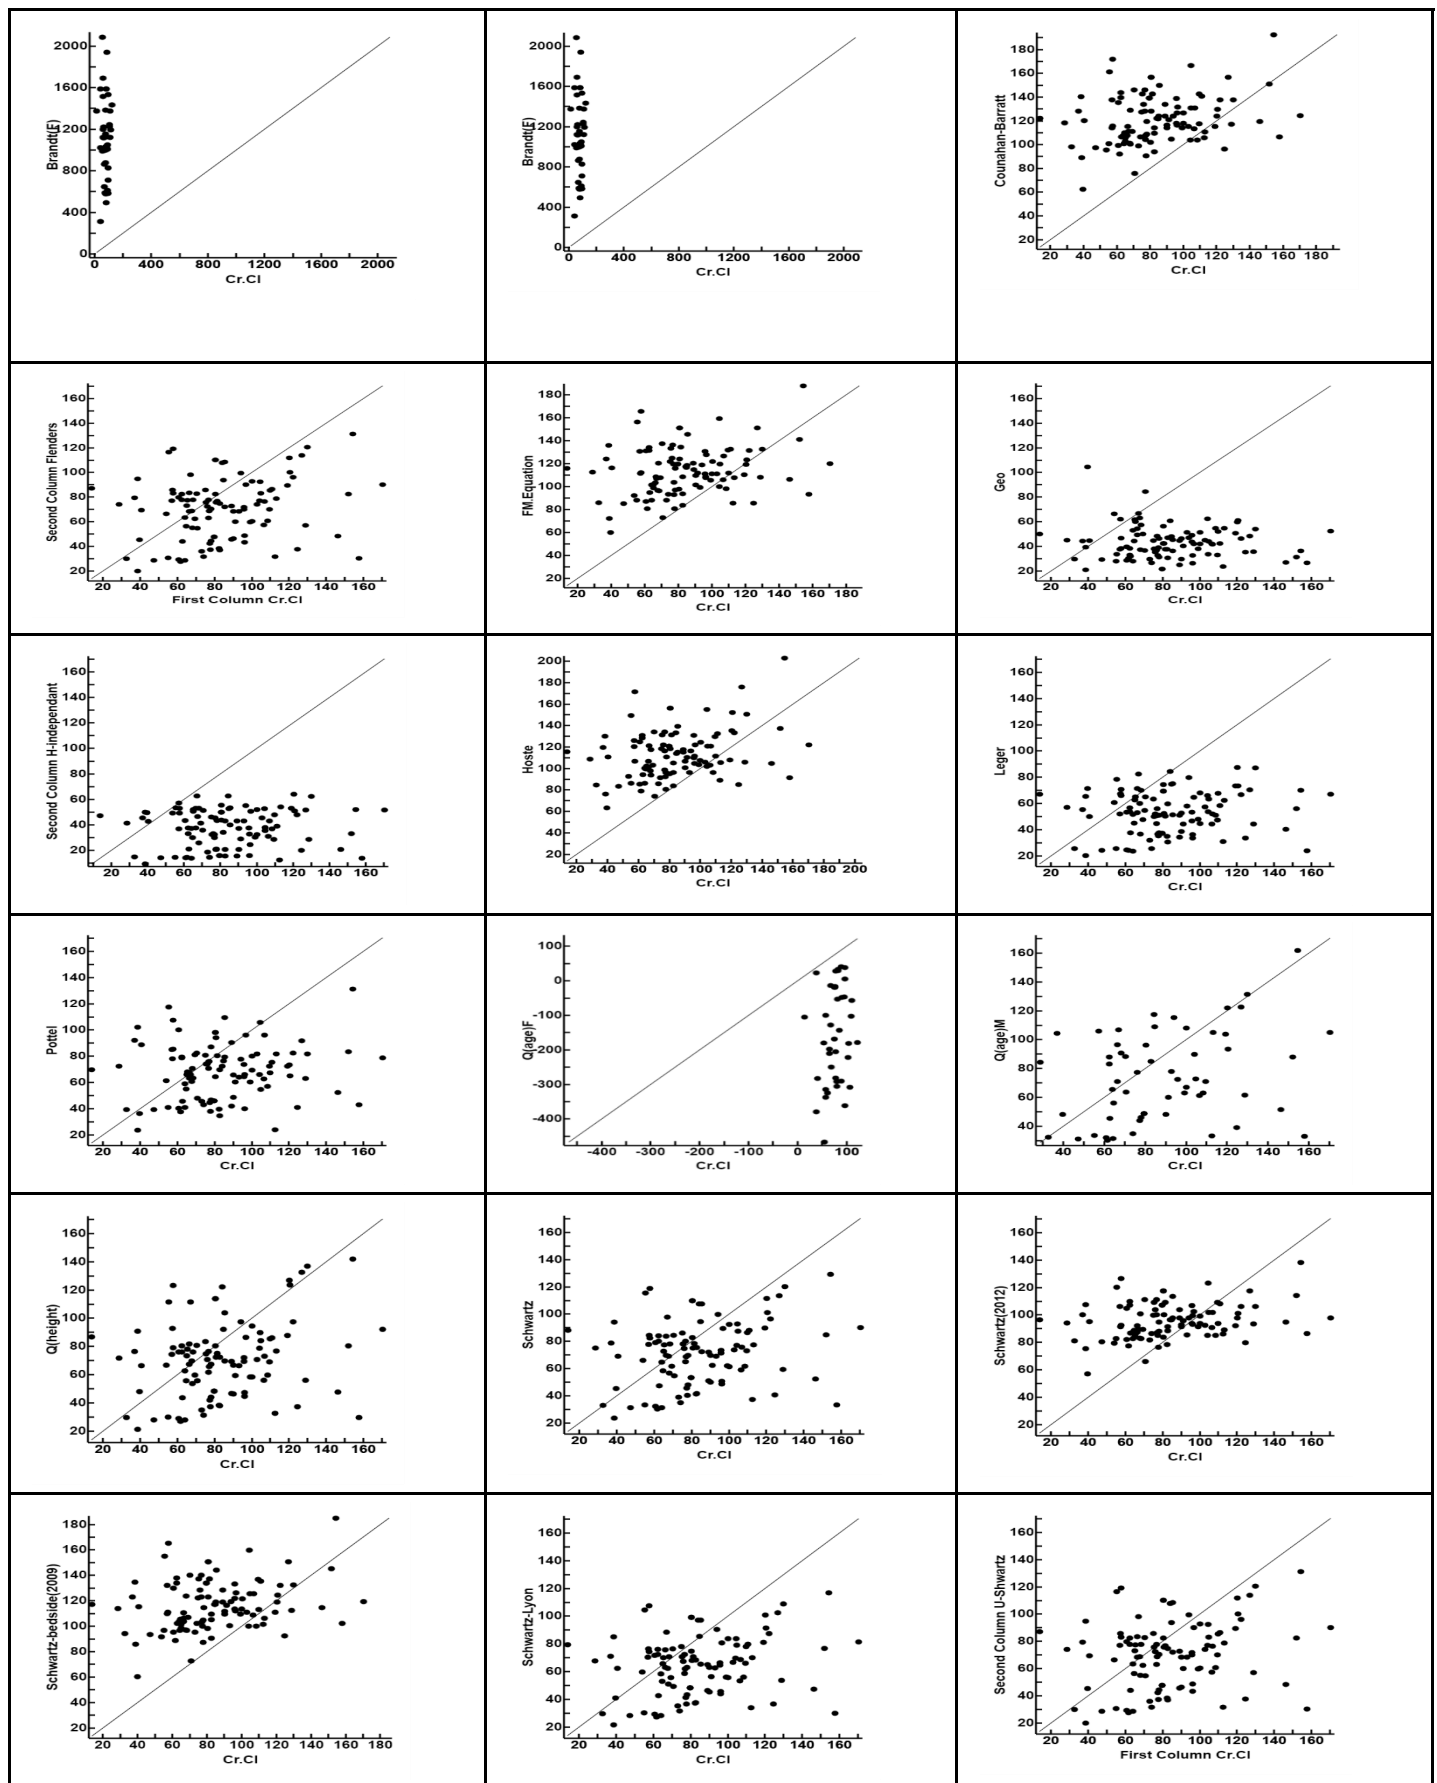 Brandt(F)
2000
1600
1200
800
400
0
0 400 800 1200 1600 2000
Cr.Cl
Brandt(F)
2000
1600
1200
800
400
0
0 400 800 1200 1600 2000
Cr.Cl
Counahan-Barratt
180
160
140
120
100
80
60
40
20
20 40 60 80 100 120 140 160 180
Cr.Cl
Second Column Flenders
160
140
120
100
80
60
40
20
20 40 60 80 100 120 140 160
First Column Cr.Cl
FM.Equation
180
160
140
120
100
80
60
40
20
20 40 60 80 100 120 140 160 180
Cr.Cl
Geo
160
140
120
100
80
60
40
20
20 40 60 80 100 120 140 160
Cr.Cl
Second Column H-independant
160
140
120
100
80
60
40
20
20 40 60 80 100 120 140 160
Hoste
200
180
160
140
120
100
80
60
40
20
20 40 60 80 100 120 140 160 180 200
Cr.Cl
Leger
160
140
120
100
80
60
40
20
20 40 60 80 100 120 140 160
Cr.Cl
Pottel
160
140
120
100
80
60
40
20
20 40 60 80 100 120 140 160
Cr.Cl
Q(age)F
100
0
-100
-200
-300
-400
-400 -300 -200 -100 0 100
Cr.Cl
Q(age)M
160
140
120
100
80
60
40
40 60 80 100 120 140 160
Cr.Cl
Q(height)
160
140
120
100
80
60
40
20
20 40 60 80 100 120 140 160
Cr.Cl
Schwartz
160
140
120
100
80
60
40
20
20 40 60 80 100 120 140 160
Cr.Cl
Schwartz(2012)
160
140
120
100
80
60
40
20
20 40 60 80 100 120 140 160
Cr.Cl
Schwartz-bedside(2009)
180
160
140
120
100
80
60
40
20
20 40 60 80 100 120 140 160 180
Cr.Cl
Schwartz-Lyon
160
140
120
100
80
60
40
20
20 40 60 80 100 120 140 160
Cr.Cl
Second Column U-Shwartz
160
140
120
100
80
60
40
20
20 40 60 80 100 120 140 160
First Column Cr.Cl